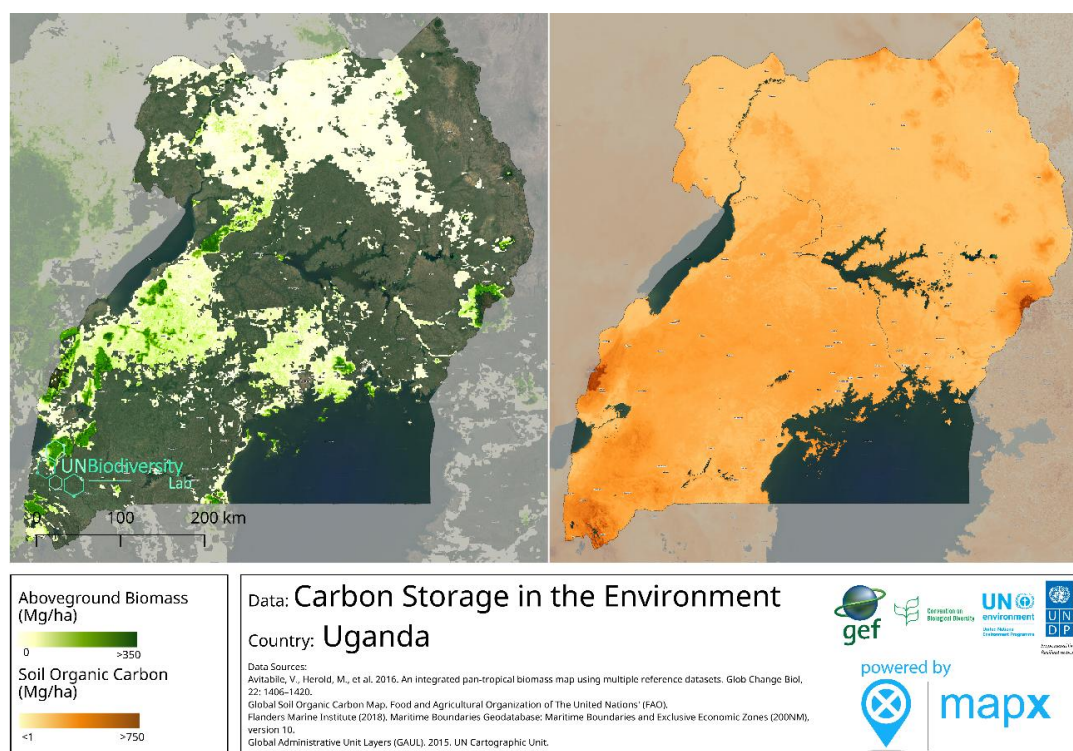 UNBiodiversity
Lab
0 100 200 km
Aboveground Biomass
(Mg/ha)
0 >350
Soil Organic Carbon
(Mg/ha)
<1 >750
Data: Carbon Storage in the Environment
Country: Uganda
Data Sources:
Avitabile, V., Herold, M., et al. 2016. An integrated pan-tropical biomass map using multiple reference datasets. Glob Change Biol,
22: 1406–1420.
Global Soil Organic Carbon Map. Food and Agricultural Organization of The United Nations' (FAO).
Flanders Marine Institute (2018). Maritime Boundaries Geodatabase: Maritime Boundaries and Exclusive Economic Zones (200NM),
version 10.
Global Administrative Unit Layers (GAUL). 2015. UN Cartographic Unit.
gef
Convention on
Biological Diversity
UN
environment
United Nations
Environment Programme
U N
D P
powered by
mapx